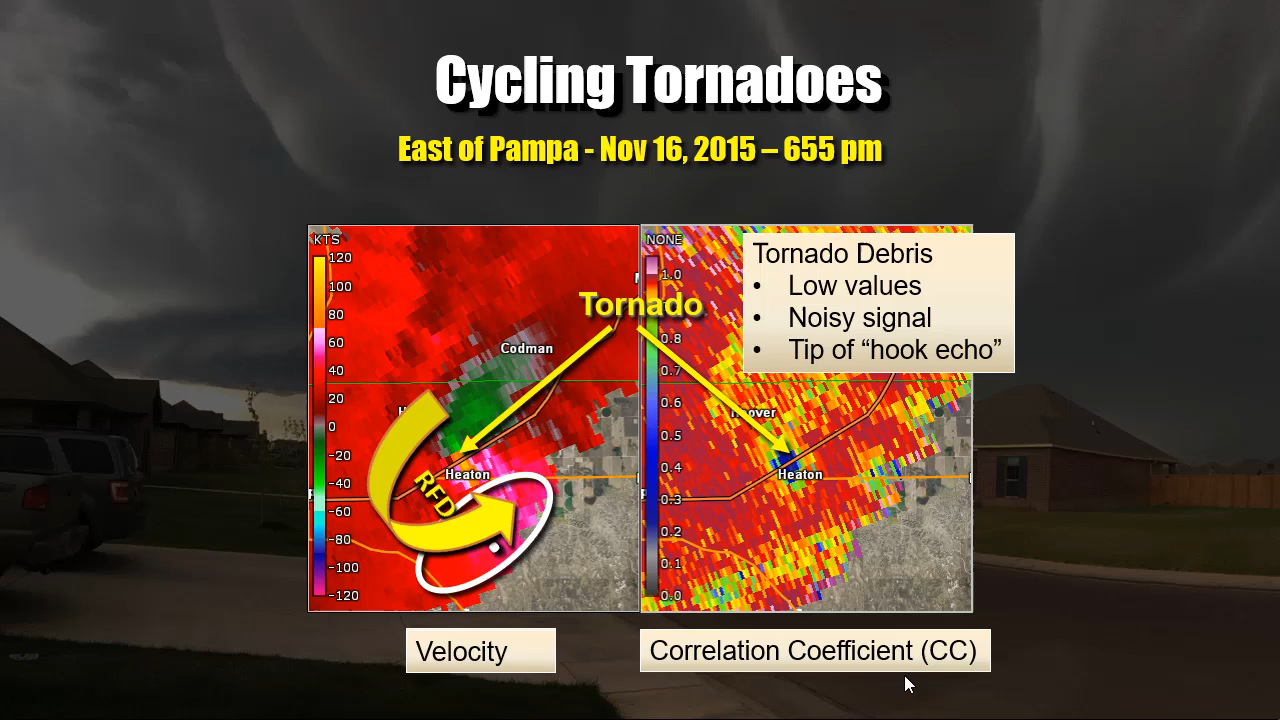 Cycling Tornadoes
East of Pampa - Nov 16, 2015 – 655 pm
KTS
120
100
80
60
40
20
0
-20
-40
-60
-80
-100
-120
Codman
Heaton
RFD
Tornado
NONE
1.0
0.8
0.7
0.6
0.5
0.4
0.3
0.2
0.1
0.0
Heaton
Tornado Debris
• Low values
• Noisy signal
• Tip of “hook echo”
Velocity
Correlation Coefficient (CC)